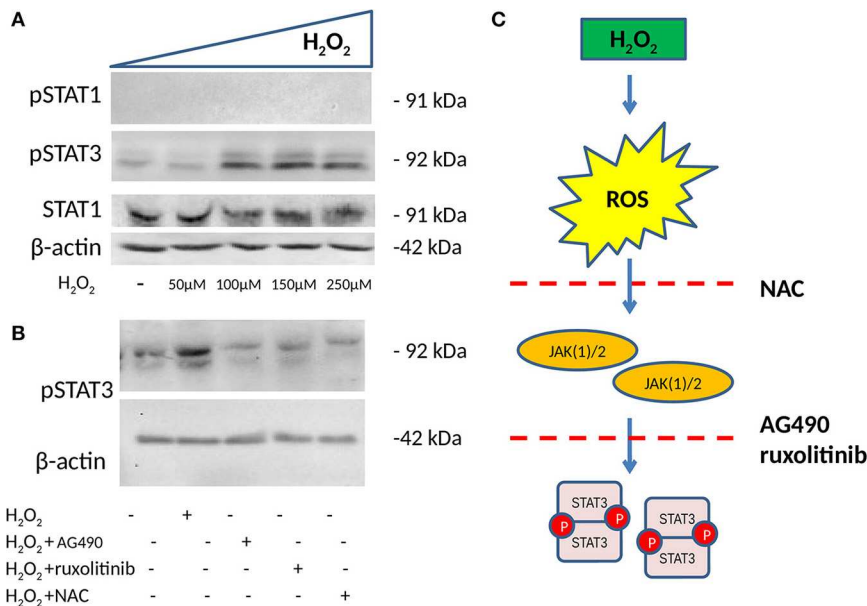 A
H₂O₂
pSTAT1
- 91 kDa
pSTAT3
- 92 kDa
STAT1
- 91 kDa
β-actin
-42 kDa
H₂O₂ - 50µM 100µM 150µM 250µM
B
- 92 kDa
pSTAT3
-42 kDa
β-actin
H₂O₂ - + - - -
H₂O₂+AG490 - - + - -
H₂O₂+ruxolitinib - - - + -
H₂O₂+NAC - - - - +
C
H₂O₂
ROS
NAC
JAK(1)/2
JAK(1)/2
AG490
ruxolitinib
STAT3
P P
STAT3
STAT3
P P
STAT3